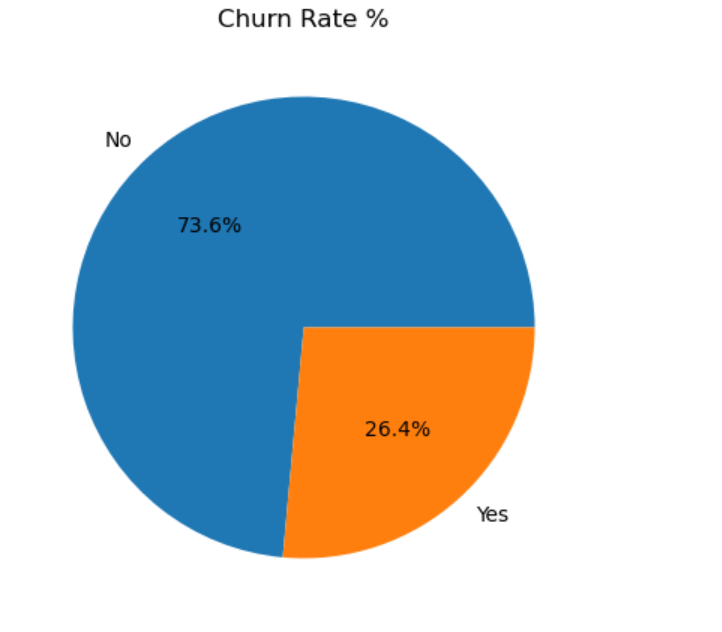 Churn Rate %
No
73.6%
26.4%
Yes